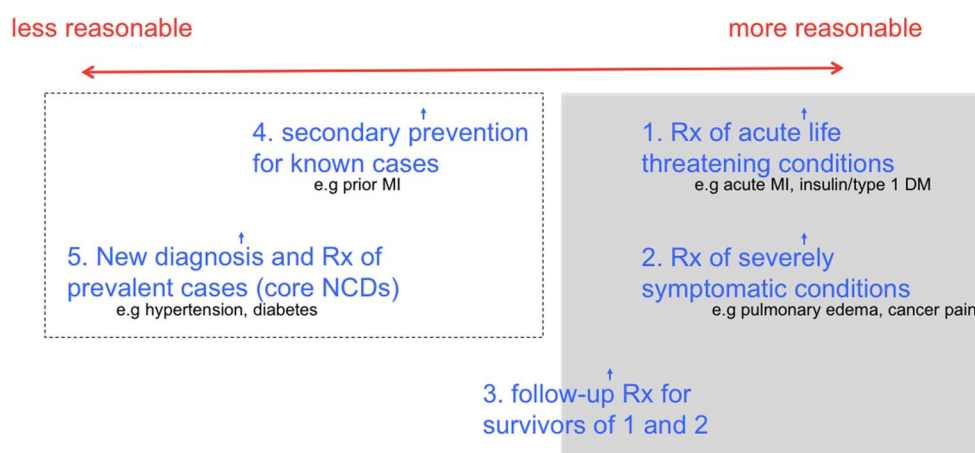 less reasonable
more reasonable
4. secondary prevention
for known cases
e.g prior MI
1. Rx of acute life
threatening conditions
e.g acute MI, insulin/type 1 DM
5. New diagnosis and Rx of
prevalent cases (core NCDs)
e.g hypertension, diabetes
2. Rx of severely
symptomatic conditions
e.g pulmonary edema, cancer pain
3. follow-up Rx for
survivors of 1 and 2